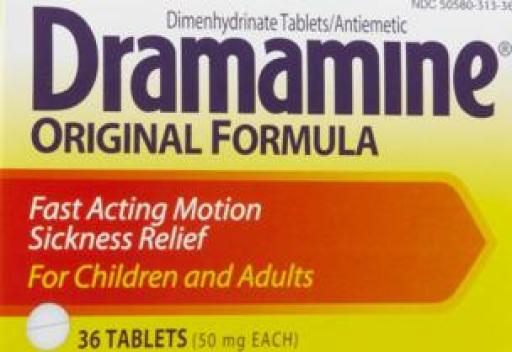 NDC 50580-313-36
Dimenhydrinate Tablets/Antiemetic
Dramamine®
ORIGINAL FORMULA
Fast Acting Motion
Sickness Relief
For Children and Adults
36 TABLETS (50 mg EACH)